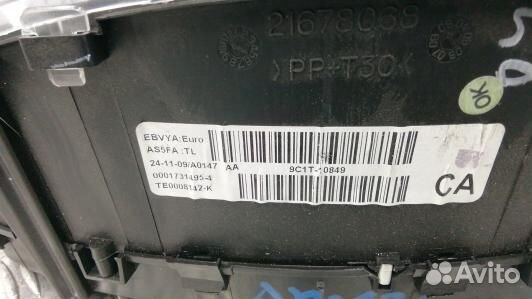 21678068
>PP-T30<
OK
EBVYA:Euro
AS5FA :TL
24-11-09/A0147 AA
9C1T-10849
0001731495-4
TE0008142-K
CA
Avito